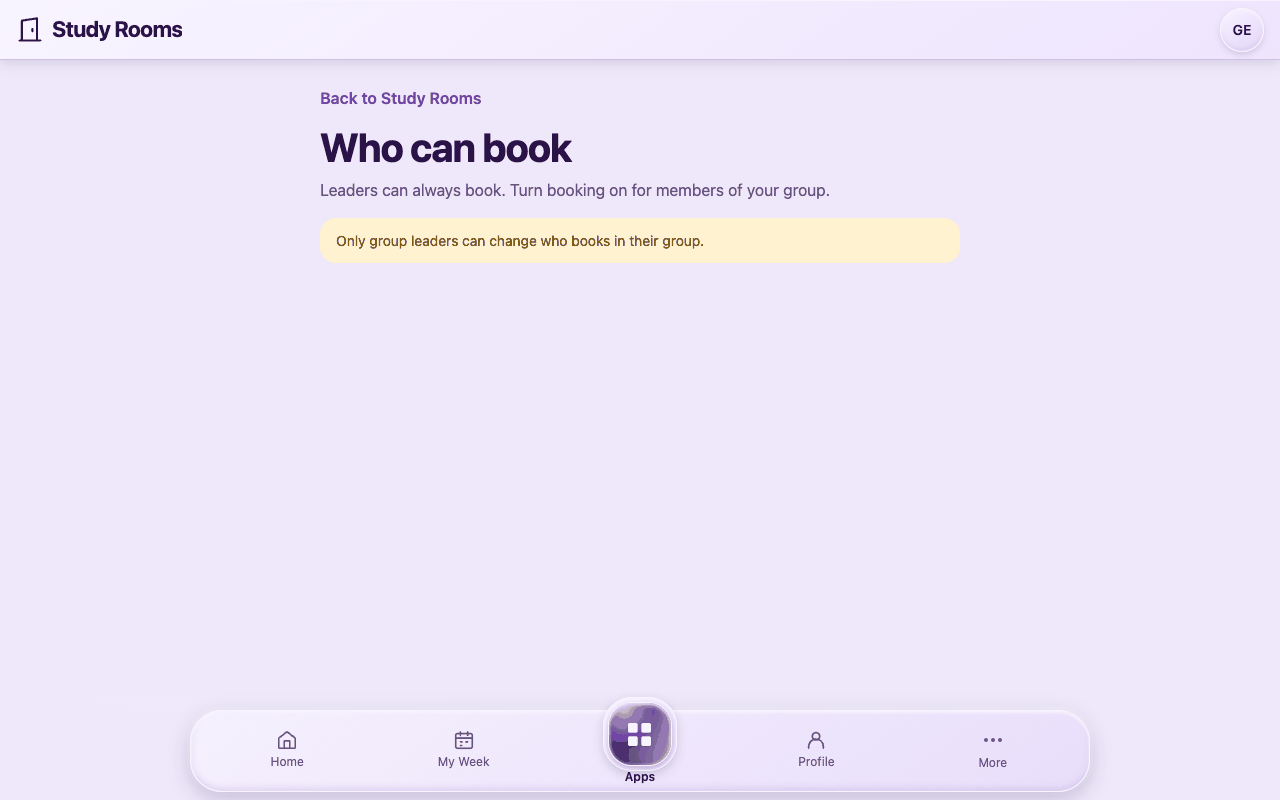 Study Rooms
GE
Back to Study Rooms
Who can book
Leaders can always book. Turn booking on for members of your group.
Only group leaders can change who books in their group.
Home
My Week
Apps
Profile
More